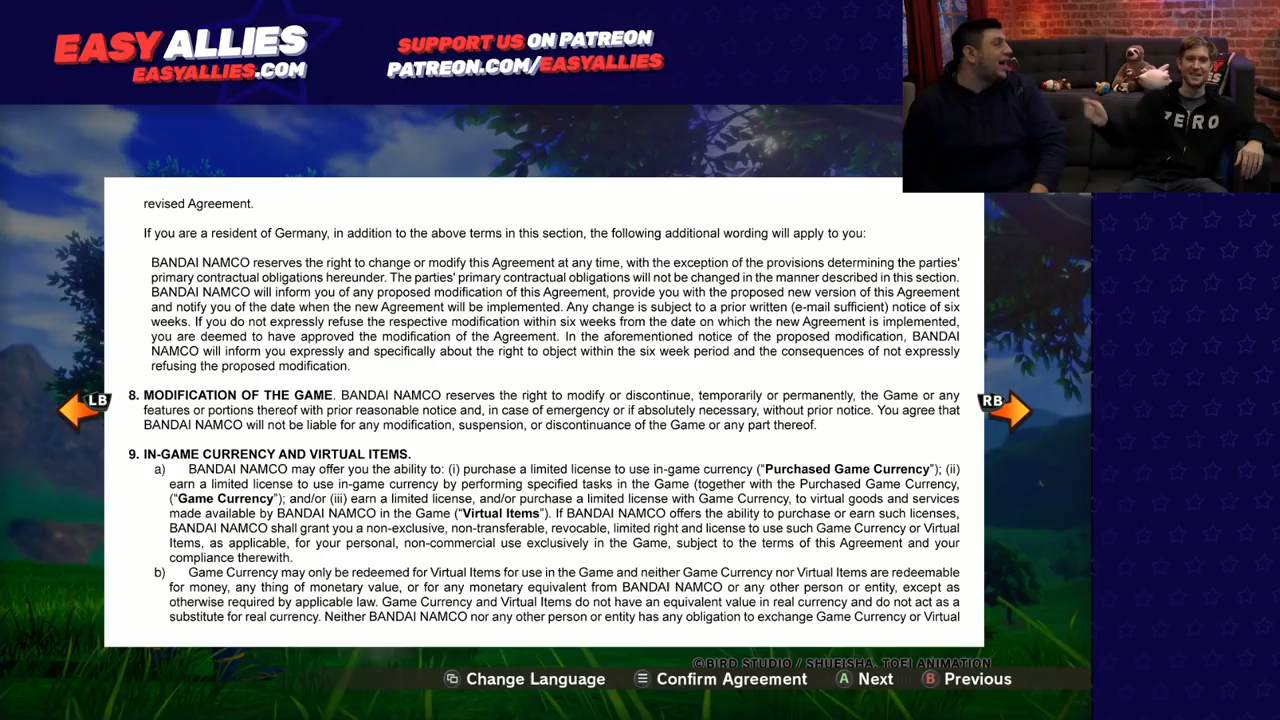 EASY ALLIES
EASYALLIES.COM
SUPPORT US ON PATREON
PATREON.COM/EASYALLIES
ZERO
revised Agreement.
If you are a resident of Germany, in addition to the above terms in this section, the following additional wording will apply to you:
BANDAI NAMCO reserves the right to change or modify this Agreement at any time, with the exception of the provisions determining the parties'
primary contractual obligations hereunder. The parties' primary contractual obligations will not be changed in the manner described in this section.
BANDAI NAMCO will inform you of any proposed modification of this Agreement, provide you with the proposed new version of this Agreement
and notify you of the date when the new Agreement will be implemented. Any change is subject to a prior written (e-mail sufficient) notice of six
weeks. If you do not expressly refuse the respective modification within six weeks from the date on which the new Agreement is implemented,
you are deemed to have approved the modification of the Agreement. In the aforementioned notice of the proposed modification, BANDAI
NAMCO will inform you expressly and specifically about the right to object within the six week period and the consequences of not expressly
refusing the proposed modification.
8. MODIFICATION OF THE GAME. BANDAI NAMCO reserves the right to modify or discontinue, temporarily or permanently, the Game or any
features or portions thereof with prior reasonable notice and, in case of emergency or if absolutely necessary, without prior notice. You agree that
BANDAI NAMCO will not be liable for any modification, suspension, or discontinuance of the Game or any part thereof.
LB
RB
9. IN-GAME CURRENCY AND VIRTUAL ITEMS.
a) BANDAI NAMCO may offer you the ability to: (i) purchase a limited license to use in-game currency (“Purchased Game Currency”); (ii)
earn a limited license to use in-game currency by performing specified tasks in the Game (together with the Purchased Game Currency,
(“Game Currency”); and/or (iii) earn a limited license, and/or purchase a limited license with Game Currency, to virtual goods and services
made available by BANDAI NAMCO in the Game (“Virtual Items”). If BANDAI NAMCO offers the ability to purchase or earn such licenses,
BANDAI NAMCO shall grant you a non-exclusive, non-transferable, revocable, limited right and license to use such Game Currency or Virtual
Items, as applicable, for your personal, non-commercial use exclusively in the Game, subject to the terms of this Agreement and your
compliance therewith.
b) Game Currency may only be redeemed for Virtual Items for use in the Game and neither Game Currency nor Virtual Items are redeemable
for money, any thing of monetary value, or for any monetary equivalent from BANDAI NAMCO or any other person or entity, except as
otherwise required by applicable law. Game Currency and Virtual Items do not have an equivalent value in real currency and do not act as a
substitute for real currency. Neither BANDAI NAMCO nor any other person or entity has any obligation to exchange Game Currency or Virtual
©BIRD STUDIO / SHUEISHA, TOEI ANIMATION
Change Language
Confirm Agreement
A Next
B Previous